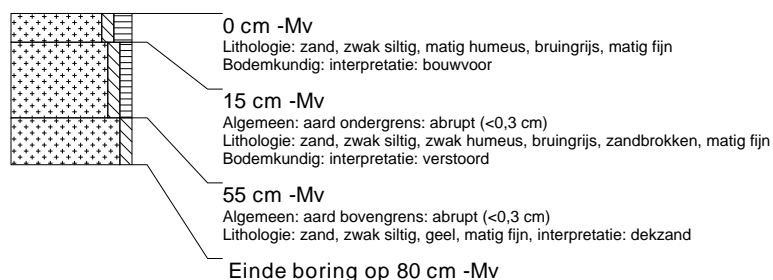 0 cm -Mv
Lithologie: zand, zwak siltig, matig humeus, bruingrijs, matig fijn
Bodemkundig: interpretatie: bouwvoor
15 cm -Mv
Algemeen: aard ondergrens: abrupt (<0,3 cm)
Lithologie: zand, zwak siltig, zwak humeus, bruingrijs, zandbrokken, matig fijn
Bodemkundig: interpretatie: verstoord
55 cm -Mv
Algemeen: aard bovengrens: abrupt (<0,3 cm)
Lithologie: zand, zwak siltig, geel, matig fijn, interpretatie: dekzand
Einde boring op 80 cm -Mv